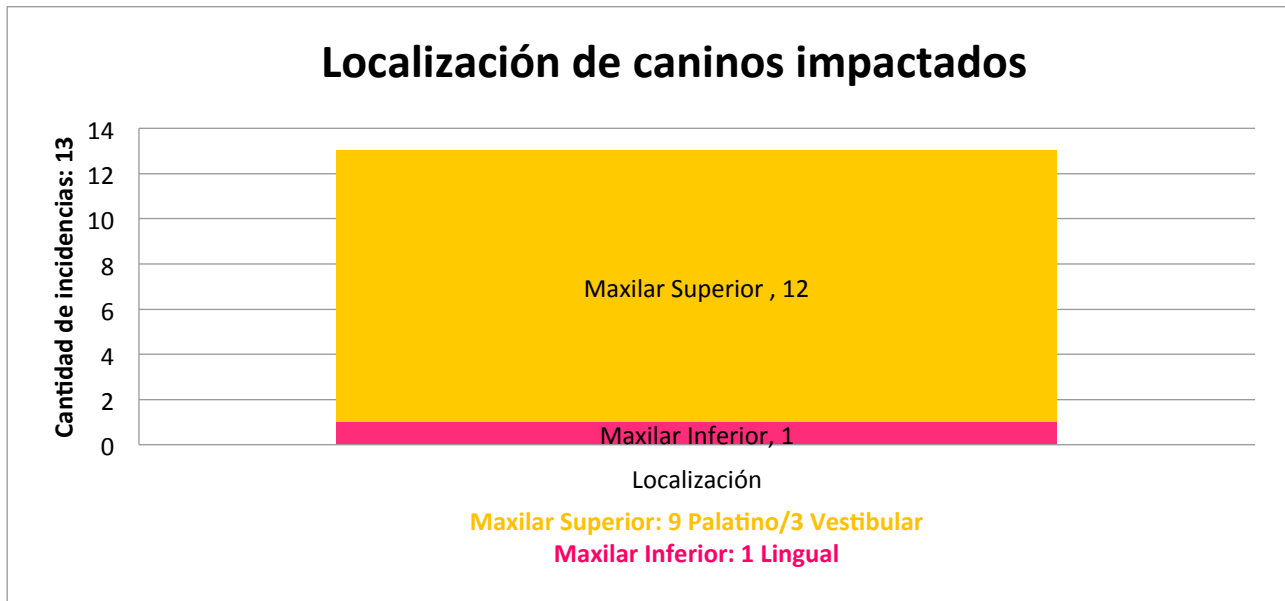 Localización de caninos impactados
Cantidad de incidencias: 13
14
12
10
8
6
4
2
0
Maxilar Superior , 12
Maxilar Inferior, 1
Localización
Maxilar Superior: 9 Palatino/3 Vestibular
Maxilar Inferior: 1 Lingual